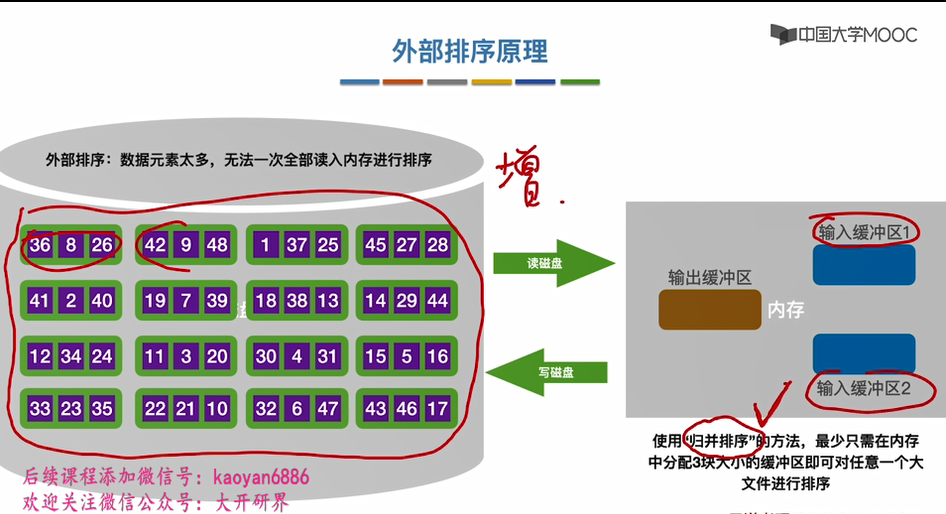 中国大学MOOC
外部排序原理
外部排序：数据元素太多，无法一次全部读入内存进行排序
增.
36 8 26 42 9 48 1 37 25 45 27 28
41 2 40 19 7 39 18 38 13 14 29 44
12 34 24 11 3 20 30 4 31 15 5 16
33 23 35 22 21 10 32 6 47 43 46 17
读磁盘
写磁盘
输入缓冲区1
输出缓冲区
内存
输入缓冲区2
使用“归并排序”的方法，最少只需在内存
中分配3块大小的缓冲区即可对任意一个大
文件进行排序
后续课程添加微信号：kaoyan6886
欢迎关注微信公众号：大开研界